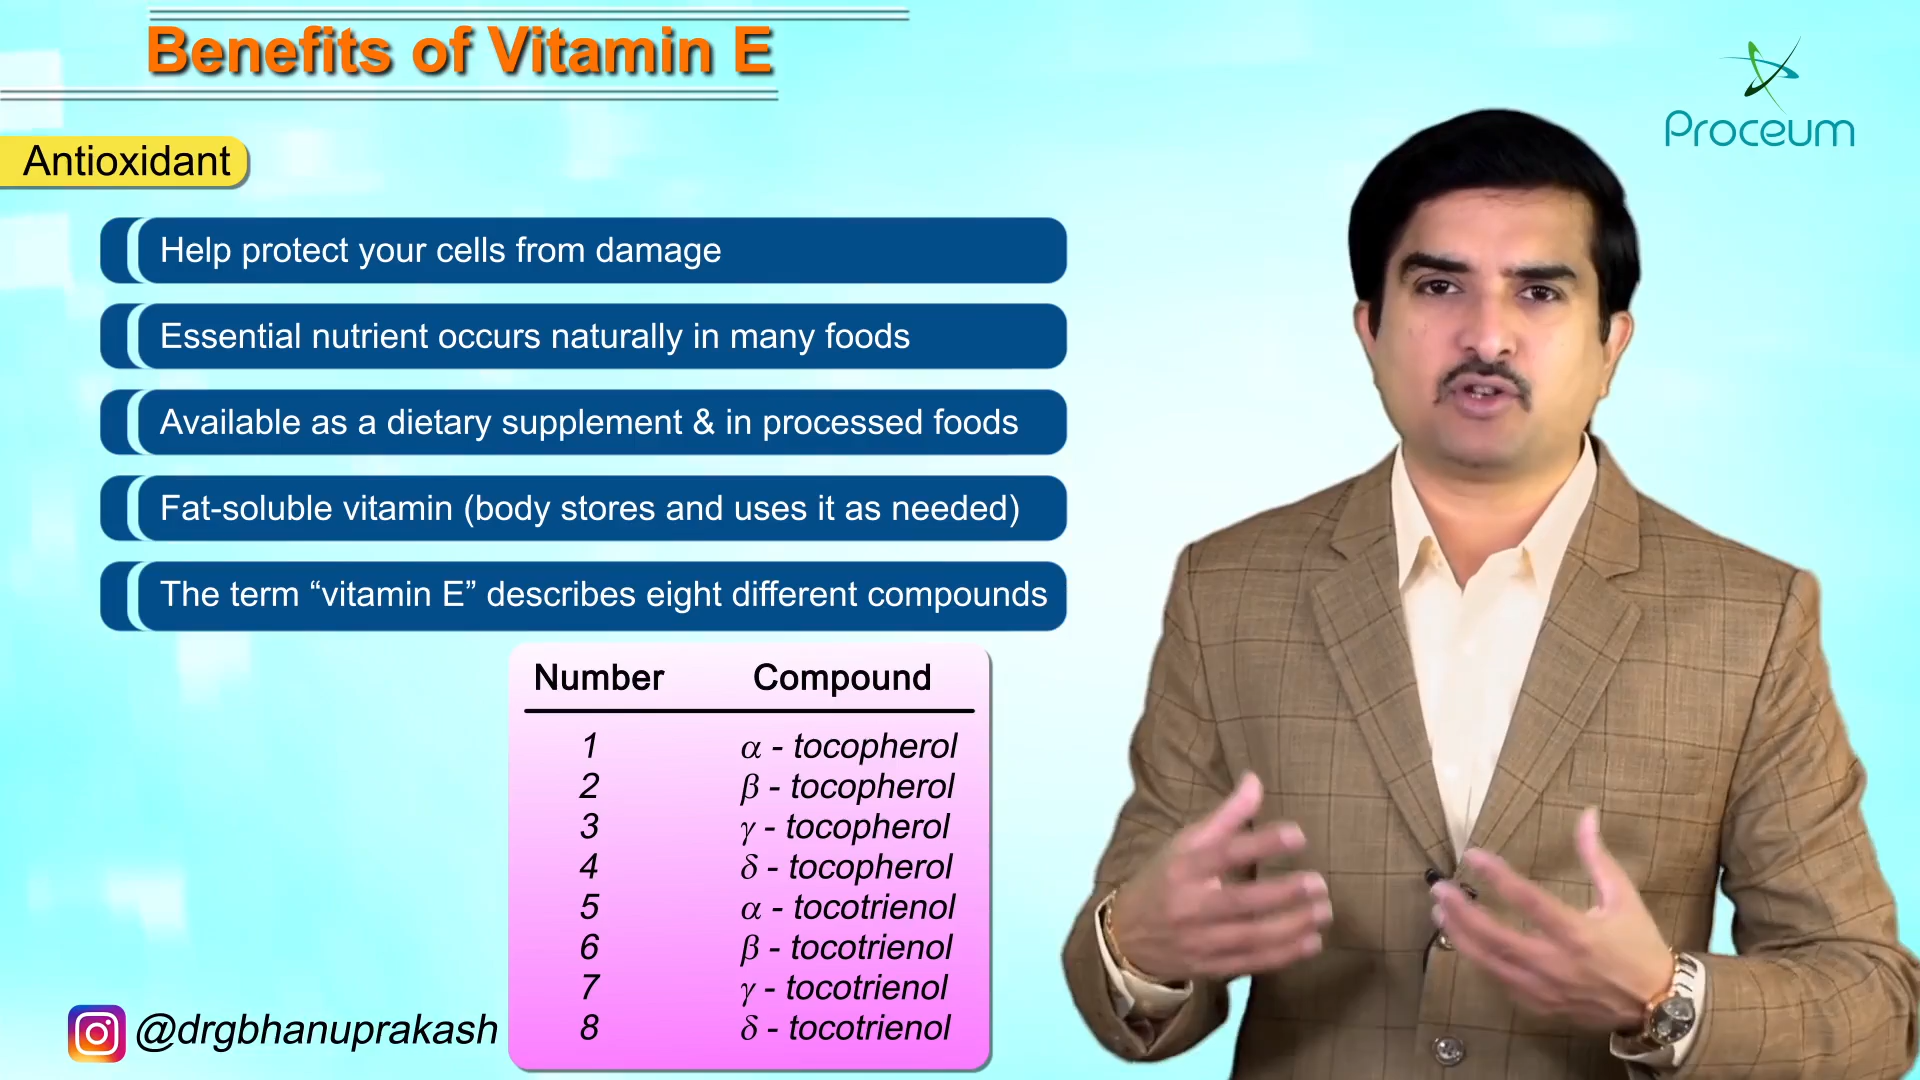 Benefits of Vitamin E
Proceum
Antioxidant
Help protect your cells from damage
Essential nutrient occurs naturally in many foods
Available as a dietary supplement & in processed foods
Fat-soluble vitamin (body stores and uses it as needed)
The term “vitamin E” describes eight different compounds
Number Compound
1 α - tocopherol
2 β - tocopherol
3 γ - tocopherol
4 δ - tocopherol
5 α - tocotrienol
6 β - tocotrienol
7 γ - tocotrienol
8 δ - tocotrienol
@drgbhanuprakash